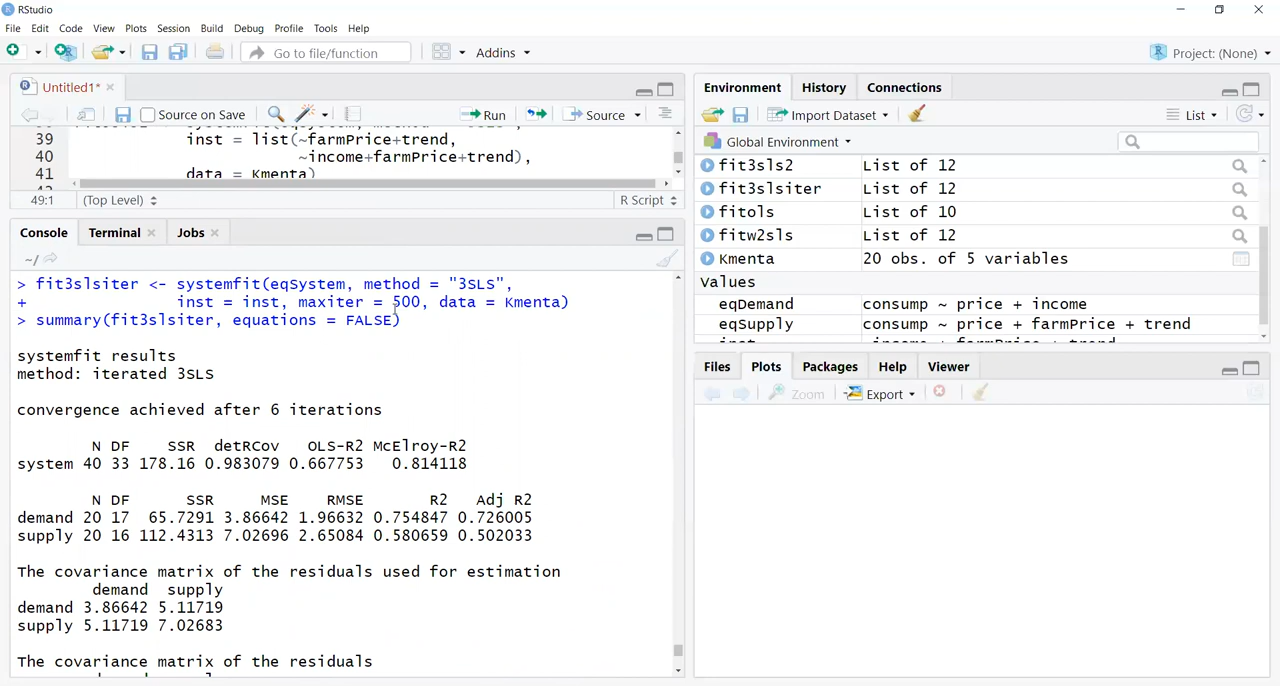 RStudio
File Edit Code View Plots Session Build Debug Profile Tools Help
Go to file/function Addins Project: (None)
Untitled1*
Source on Save Run Source
39 inst = list(~farmPrice+trend,
40 ~income+farmPrice+trend),
41 data = Kmenta)
49:1 (Top Level) R Script
Console Terminal Jobs
~/
> fit3slsiter <- systemfit(eqSystem, method = "3SLS",
+ inst = inst, maxiter = 500, data = Kmenta)
> summary(fit3slsiter, equations = FALSE)
systemfit results
method: iterated 3SLS
convergence achieved after 6 iterations
N DF SSR detRCov OLS-R2 McElroy-R2
system 40 33 178.16 0.983079 0.667753 0.814118
N DF SSR MSE RMSE R2 Adj R2
demand 20 17 65.7291 3.86642 1.96632 0.754847 0.726005
supply 20 16 112.4313 7.02696 2.65084 0.580659 0.502033
The covariance matrix of the residuals used for estimation
demand supply
demand 3.86642 5.11719
supply 5.11719 7.02683
The covariance matrix of the residuals
Environment History Connections
Import Dataset List
Global Environment
fit3sls2 List of 12
fit3slsiter List of 12
fitols List of 10
fitw2sls List of 12
Kmenta 20 obs. of 5 variables
Values
eqDemand consump ~ price + income
eqSupply consump ~ price + farmPrice + trend
Files Plots Packages Help Viewer
Zoom Export